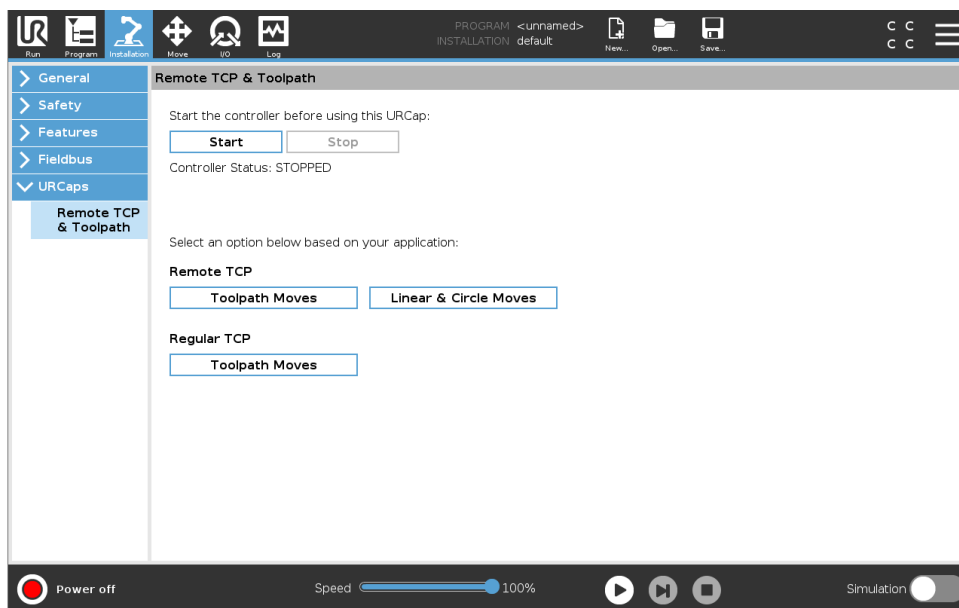 PROGRAM <unnamed>
INSTALLATION default
C C
C C
Run
Program
Installation
Move
I/O
Log
New...
Open...
Save...
General
Safety
Features
Fieldbus
URCaps
Remote TCP
& Toolpath
Remote TCP & Toolpath
Start the controller before using this URCap:
Start
Stop
Controller Status: STOPPED
Select an option below based on your application:
Remote TCP
Toolpath Moves
Linear & Circle Moves
Regular TCP
Toolpath Moves
Power off
Speed
100%
Simulation